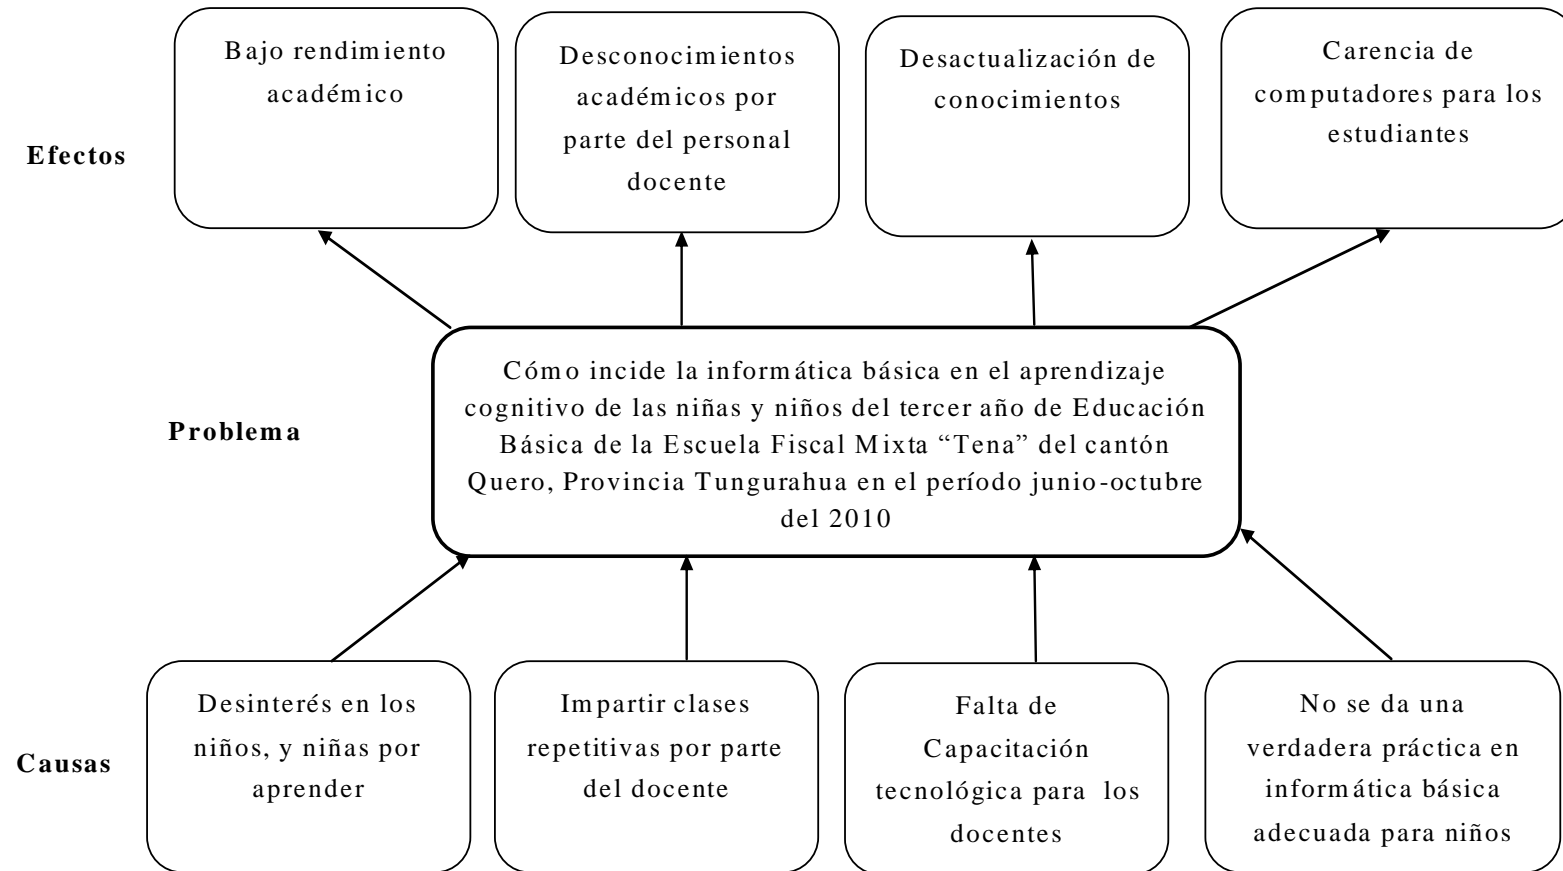 Bajo rendimiento
académico
Desconocimientos
académicos por
parte del personal
docente
Desactualización de
conocimientos
Carencia de
computadores para los
estudiantes
Efectos
Cómo incide la informática básica en el aprendizaje
cognitivo de las niñas y niños del tercer año de Educación
Básica de la Escuela Fiscal Mixta “Tena” del cantón
Quero, Provincia Tungurahua en el período junio-octubre
del 2010
Problema
Desinterés en los
niños, y niñas por
aprender
Impartir clases
repetitivas por parte
del docente
Falta de
Capacitación
tecnológica para los
docentes
No se da una
verdadera práctica en
informática básica
adecuada para niños
Causas